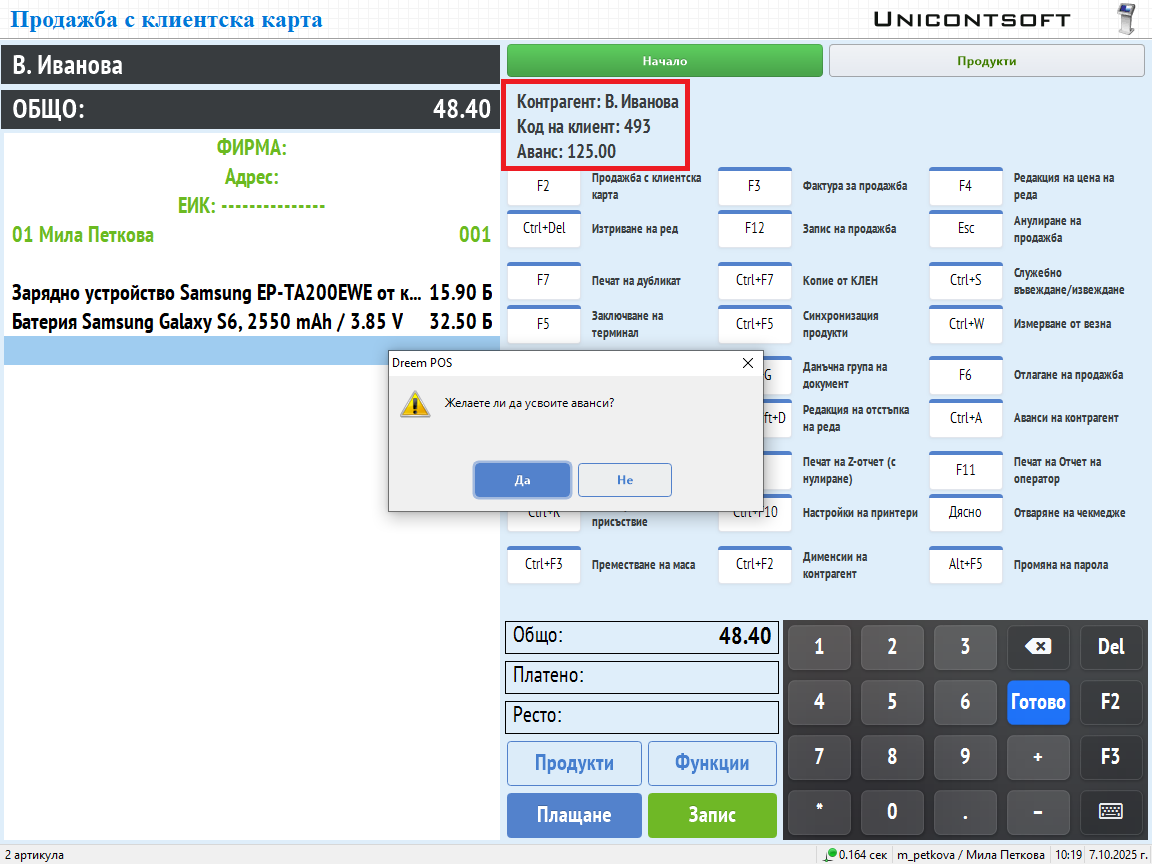 Продажба с клиентска карта
UNICONTSOFT
В. Иванова
ОБЩО: 48.40
ФИРМА:
Адрес:
ЕИК: ---------------
01 Мила Петкова 001
Зарядно устройство Samsung EP-TA200EWE от к... 15.90 Б
Батерия Samsung Galaxy S6, 2550 mAh / 3.85 V 32.50 Б
Начало
Продукти
Контрагент: В. Иванова
Код на клиент: 493
Аванс: 125.00
F2
Продажба с клиентска
карта
F3
Фактура за продажба
F4
Редакция на цена на
реда
Ctrl+Del
Изтриване на ред
F12
Запис на продажба
Esc
Анулиране на
продажба
F7
Печат на дубликат
Ctrl+F7
Копие от КЛЕН
Ctrl+S
Служебно
въвеждане/извеждане
F5
Заключване на
терминал
Ctrl+F5
Синхронизация
продукти
Ctrl+W
Измерване от везна
G
Данъчна група на
документ
F6
Отлагане на продажба
ft+D
Редакция на отстъпка
на реда
Ctrl+A
Аванси на контрагент
Печат на Z-отчет (с
нулиране)
F11
Печат на Отчет на
оператор
Ctrl+R
присъствие
Ctrl+F10
Настройки на принтери
Дясно
Отваряне на чекмедже
Ctrl+F3
Преместване на маса
Ctrl+F2
Дименсии на
контрагент
Alt+F5
Промяна на парола
Dreem POS
Желаете ли да усвоите аванси?
Да
Не
Общо: 48.40
Платено:
Ресто:
Продукти
Функции
Плащане
Запис
1 2 3 Del
4 5 6 Готово F2
7 8 9 + F3
* 0 . -
2 артикула
0.164 сек
m_petkova / Мила Петкова
10:19
7.10.2025 г.